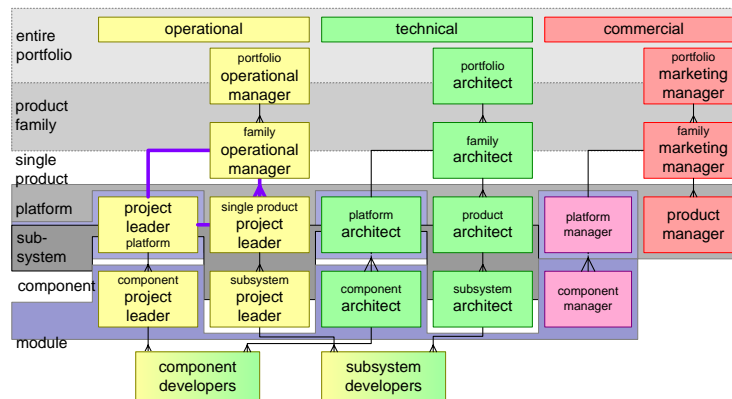 operational
technical
commercial
entire
portfolio
portfolio
operational
manager
portfolio
architect
portfolio
marketing
manager
product
family
family
operational
manager
family
architect
family
marketing
manager
single
product
platform
project
leader
platform
single product
project
leader
platform
architect
product
architect
platform
manager
product
manager
sub-
system
component
component
project
leader
subsystem
project
leader
component
architect
subsystem
architect
component
manager
module
component
developers
subsystem
developers